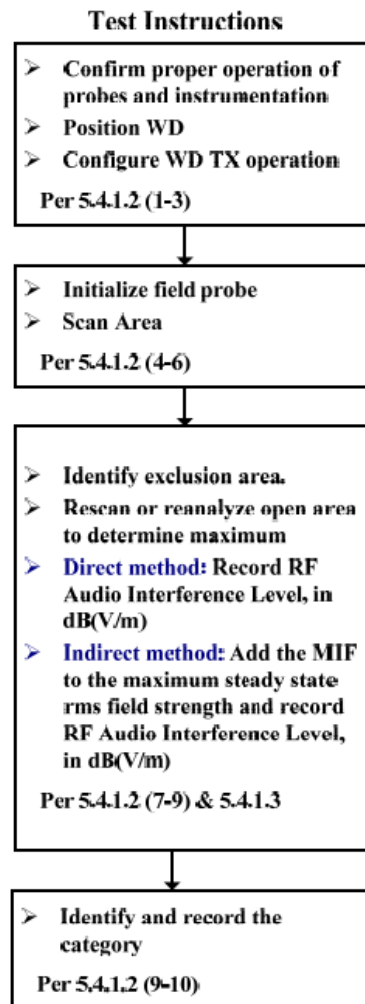 Test Instructions
➢ Confirm proper operation of
probes and instrumentation
➢ Position WD
➢ Configure WD TX operation
Per 5.4.1.2 (1-3)
➢ Initialize field probe
➢ Scan Area
Per 5.4.1.2 (4-6)
➢ Identify exclusion area.
➢ Rescan or reanalyze open area
to determine maximum
➢ Direct method: Record RF
Audio Interference Level, in
dB(V/m)
➢ Indirect method: Add the MIF
to the maximum steady state
rms field strength and record
RF Audio Interference Level,
in dB(V/m)
Per 5.4.1.2 (7-9) & 5.4.1.3
➢ Identify and record the
category
Per 5.4.1.2 (9-10)